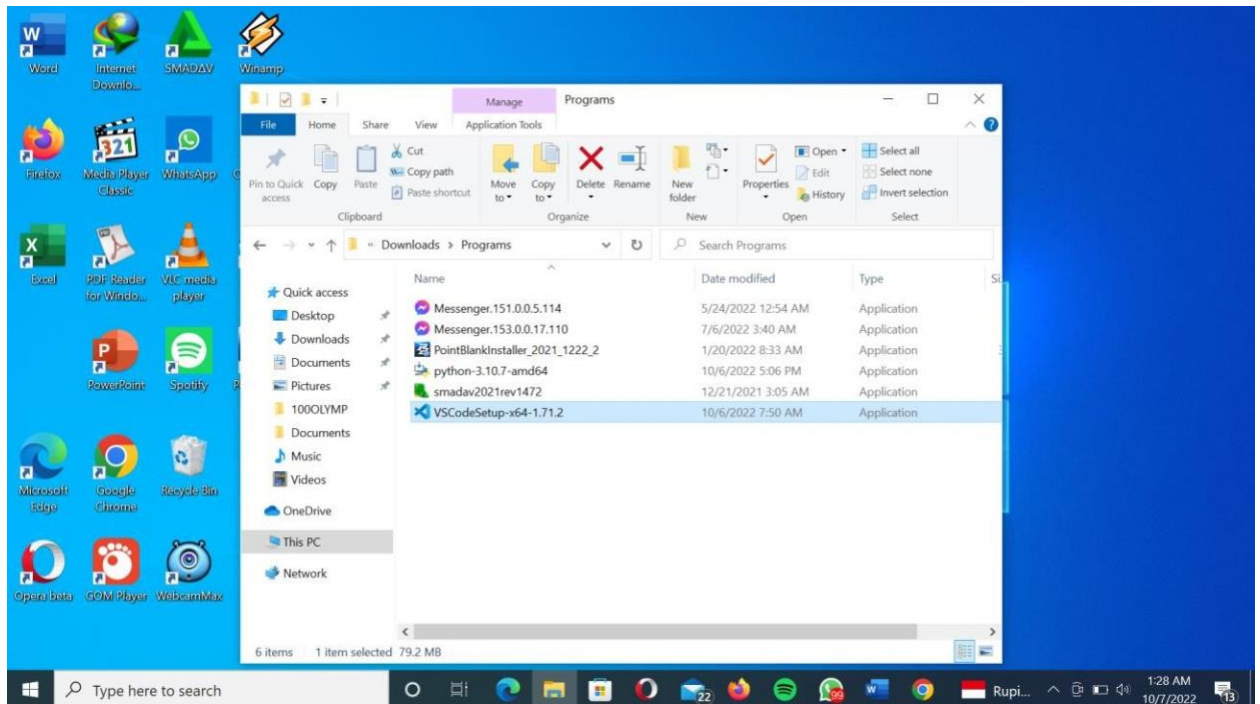 Word
Internet Downlo...
SMADAV
Winamp
Firefox
Media Player Classic
WhatsApp
Excel
PDF Reader for Windo...
VLC media player
PowerPoint
Spotify
Microsoft Edge
Google Chrome
Recycle Bin
Opera beta
GOM Player
WebcamMax
Manage
Programs
File
Home
Share
View
Application Tools
Pin to Quick access
Copy
Paste
Cut
Copy path
Paste shortcut
Clipboard
Move to
Copy to
Delete
Rename
Organize
New folder
New
Properties
Open
Edit
History
Open
Select all
Select none
Invert selection
Select
« Downloads > Programs
Search Programs
Name
Date modified
Type
Quick access
Desktop
Downloads
Documents
Pictures
100OLYMP
Documents
Music
Videos
OneDrive
This PC
Network
Messenger.151.0.0.5.114 5/24/2022 12:54 AM Application
Messenger.153.0.0.17.110 7/6/2022 3:40 AM Application
PointBlankInstaller_2021_1222_2 1/20/2022 8:33 AM Application
python-3.10.7-amd64 10/6/2022 5:06 PM Application
smadav2021rev1472 12/21/2021 3:05 AM Application
VSCodeSetup-x64-1.71.2 10/6/2022 7:50 AM Application
6 items 1 item selected 79.2 MB
Type here to search
22
99
Rupi...
1:28 AM
10/7/2022
13